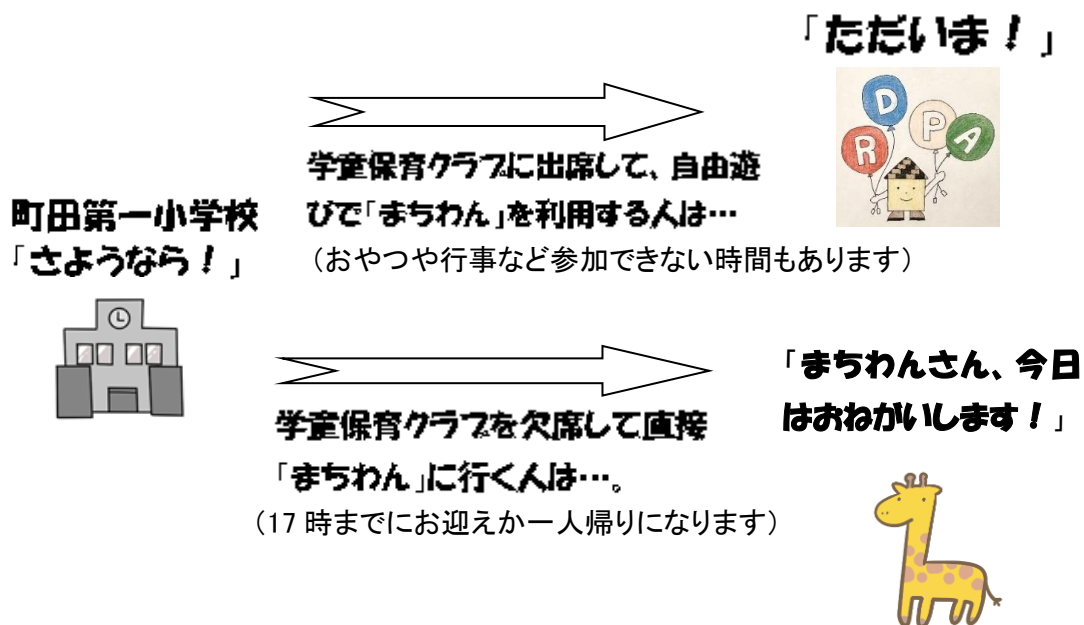 「ただいま！」
R D P A
学童保育クラブに出席して、自由遊
びで「まちわん」を利用する人は…
（おやつや行事など参加できない時間もあります）
町田第一小学校
「さようなら！」
「まちわんさん、今日
はおねがいします！」
学童保育クラブを欠席して直接
「まちわん」に行く人は…。
（17 時までにお迎えか一人帰りになります）